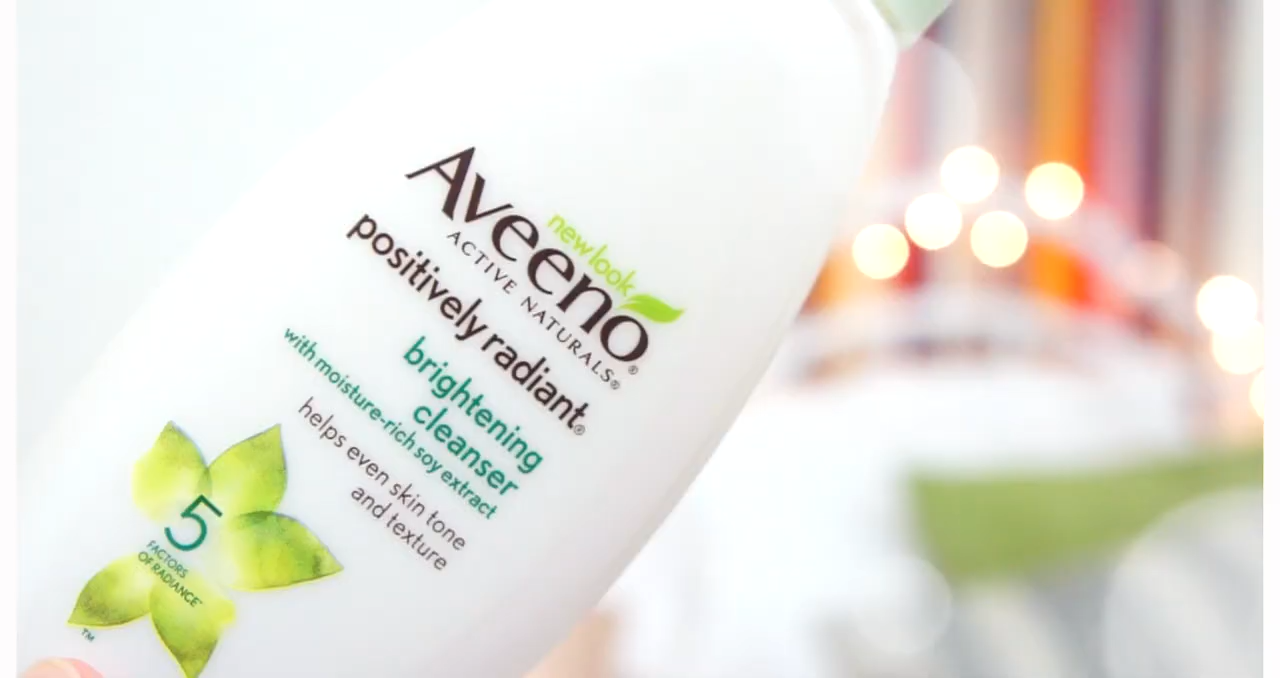 new look
Aveeno®
ACTIVE NATURALS®
positively radiant®
brightening
cleanser
with moisture-rich soy extract
helps even skin tone
and texture
5
FACTORS
OF RADIANCE™
TM